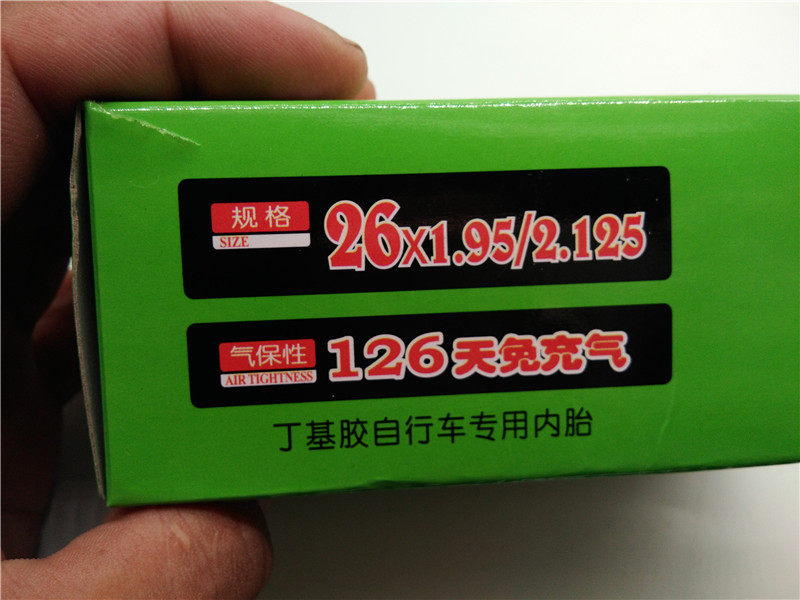 规格 26x1.95/2.125
SIZE
气保性 126天免充气
AIR TIGHTNESS
丁基胶自行车专用内胎